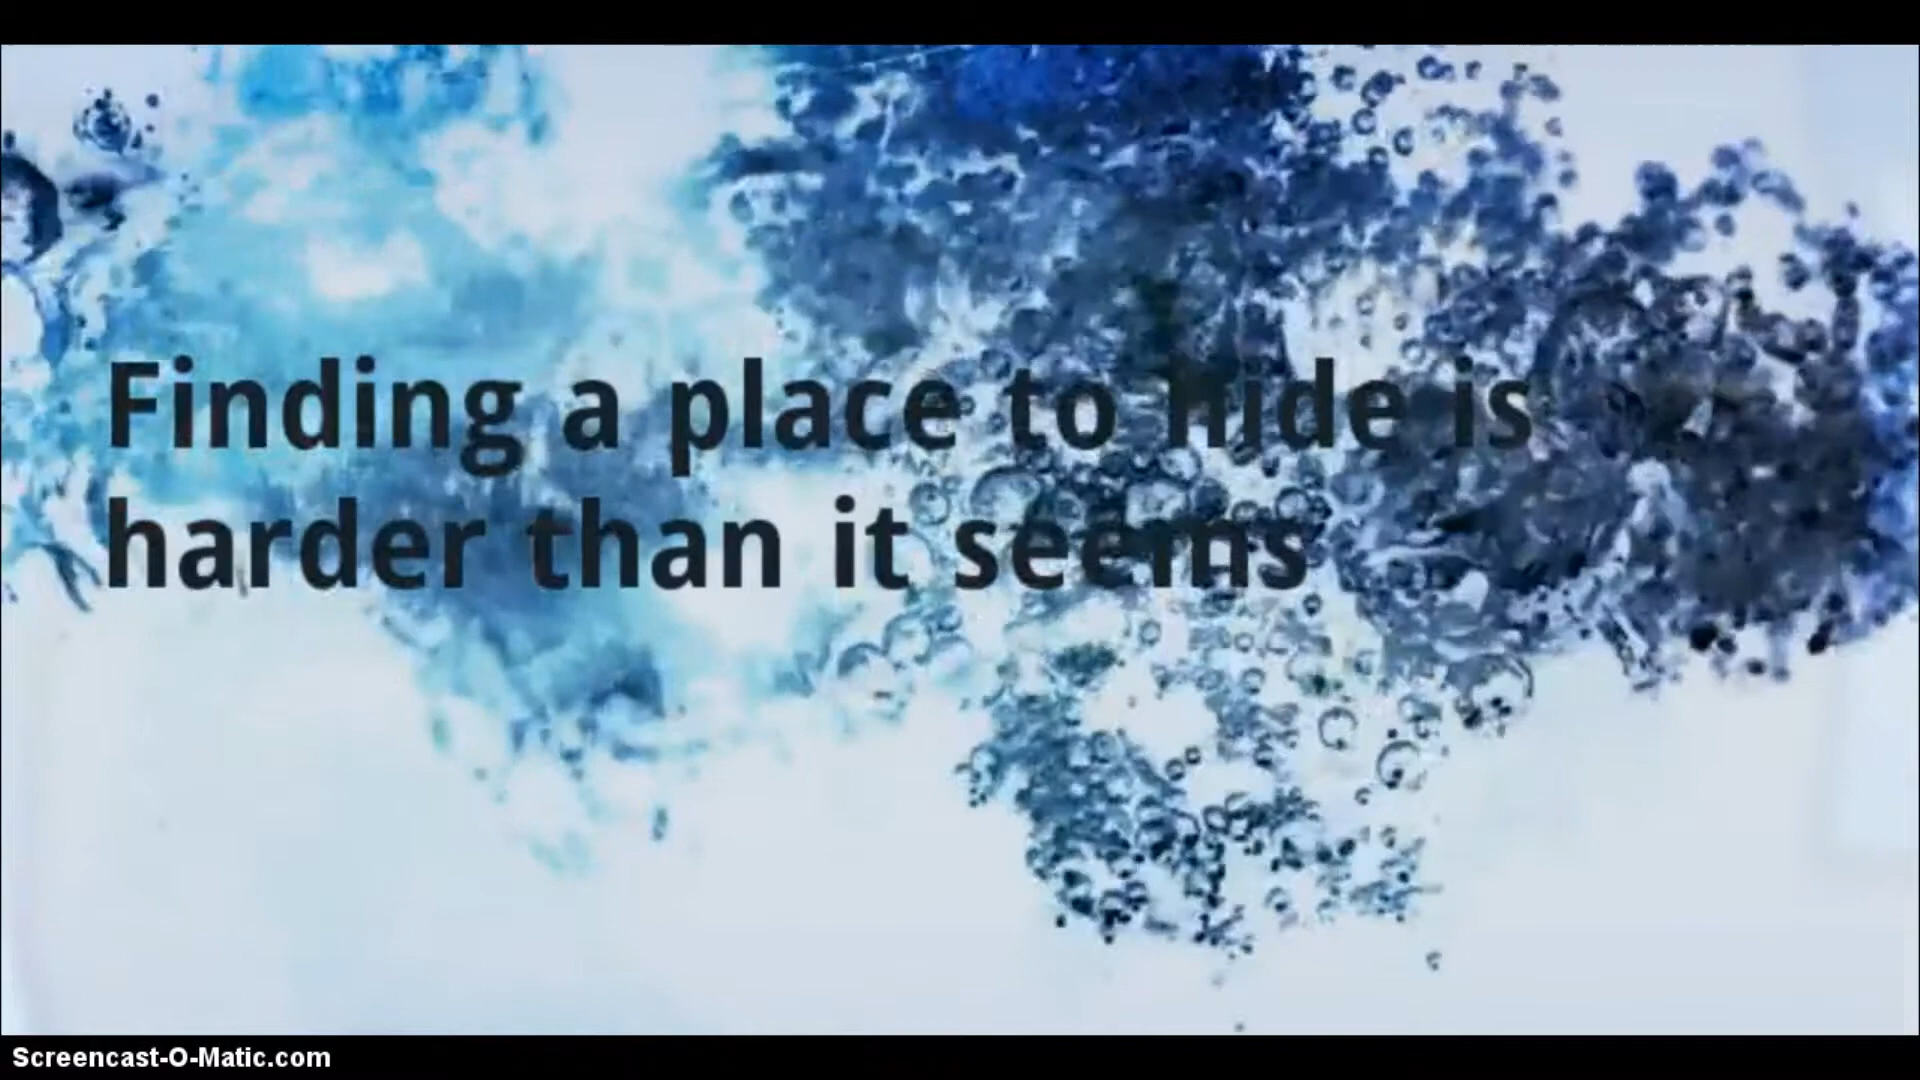 Finding a place to hide is
harder than it seems
Screencast-O-Matic.com